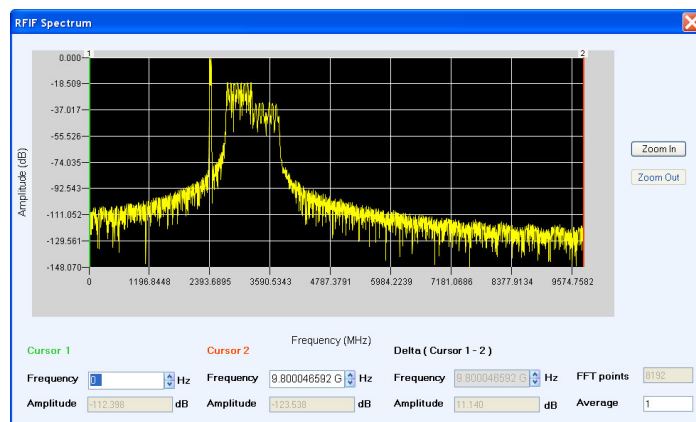 RFIF Spectrum
1
2
0.000
-18.509
-37.017
-55.526
-74.035
-92.543
-111.052
-129.561
-148.070
Amplitude (dB)
0 1196.8448 2393.6895 3590.5343 4787.3791 5984.2239 7181.0686 8377.9134 9574.7582
Frequency (MHz)
Zoom In
Zoom Out
Cursor 1 Cursor 2 Delta ( Cursor 1 - 2 )
Frequency 0 Hz Frequency 9.800046592 G Hz Frequency 9.800046592 G Hz FFT points 8192
Amplitude -112.398 dB Amplitude -123.538 dB Amplitude 11.140 dB Average 1